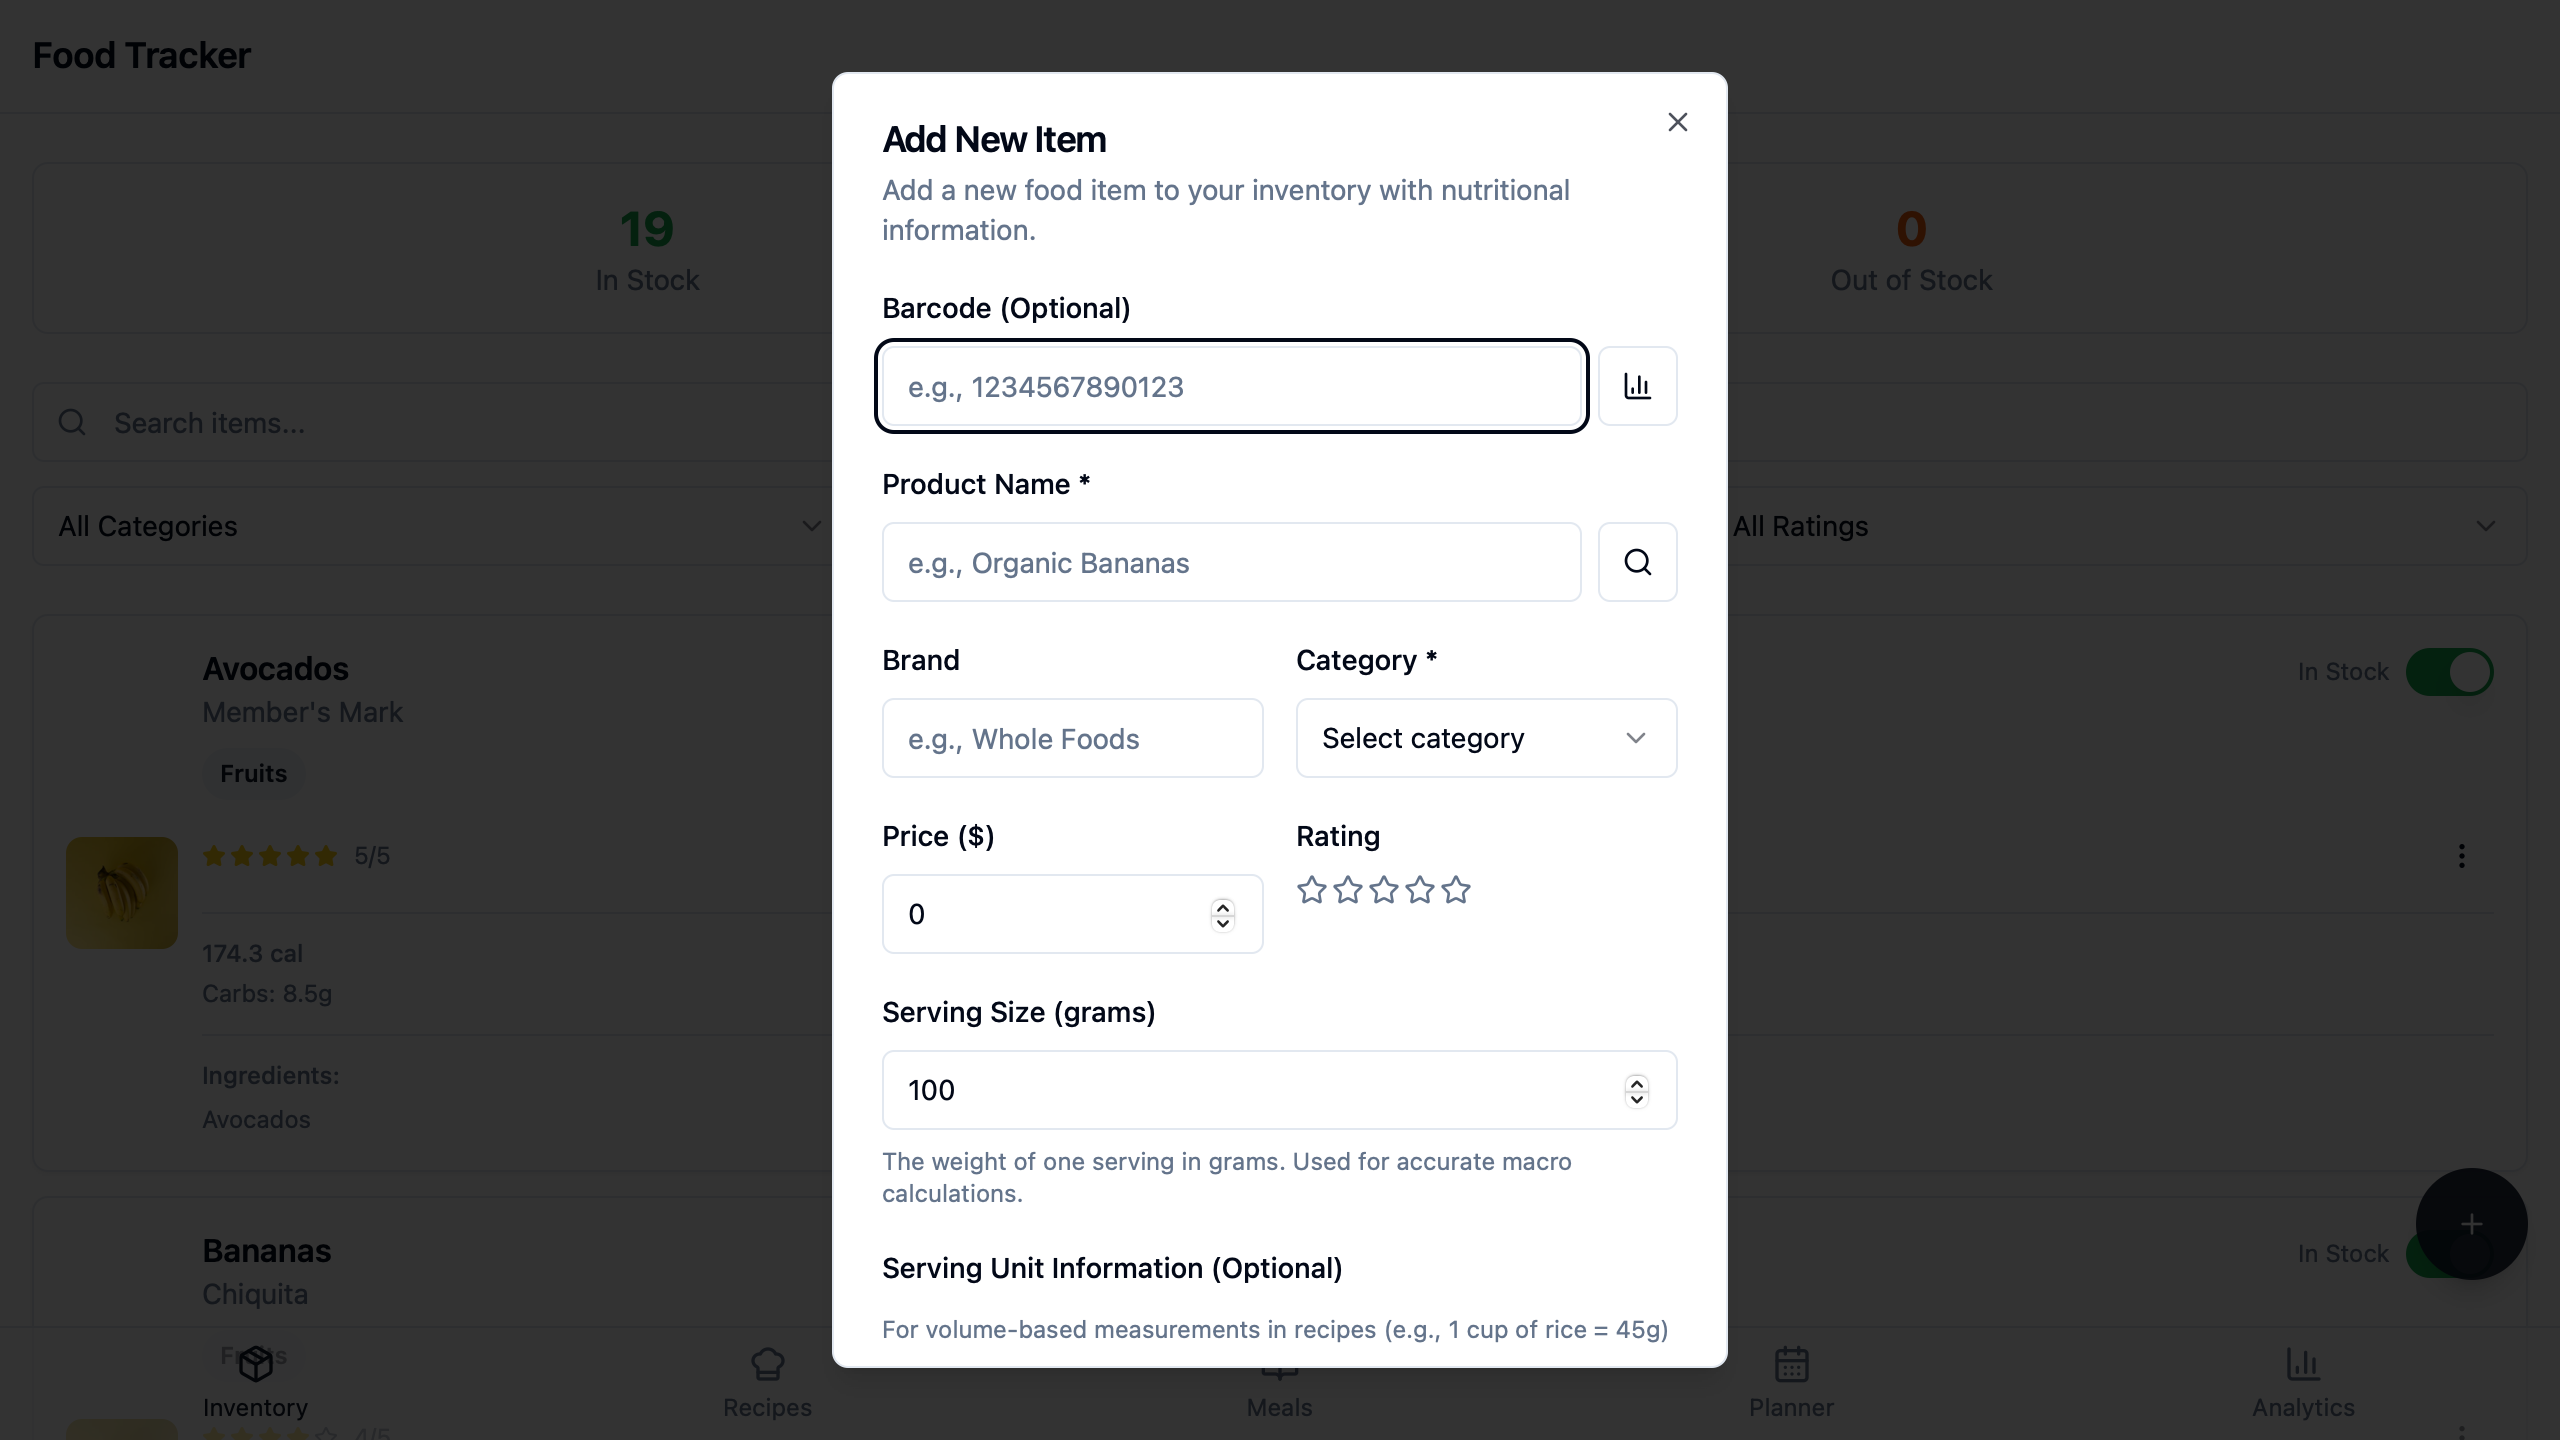 Food Tracker
19
In Stock
0
Out of Stock
Search items...
All Categories
All Ratings
Avocados
Member's Mark
Fruits
5/5
174.3 cal
Carbs: 8.5g
Ingredients:
Avocados
In Stock
Bananas
Chiquita
Fruits
4/5
In Stock
Add New Item
Add a new food item to your inventory with nutritional
information.
Barcode (Optional)
e.g., 1234567890123
Product Name *
e.g., Organic Bananas
Brand
Category *
e.g., Whole Foods
Select category
Price ($)
Rating
0
Serving Size (grams)
100
The weight of one serving in grams. Used for accurate macro
calculations.
Serving Unit Information (Optional)
For volume-based measurements in recipes (e.g., 1 cup of rice = 45g)
Inventory
Recipes
Meals
Planner
Analytics